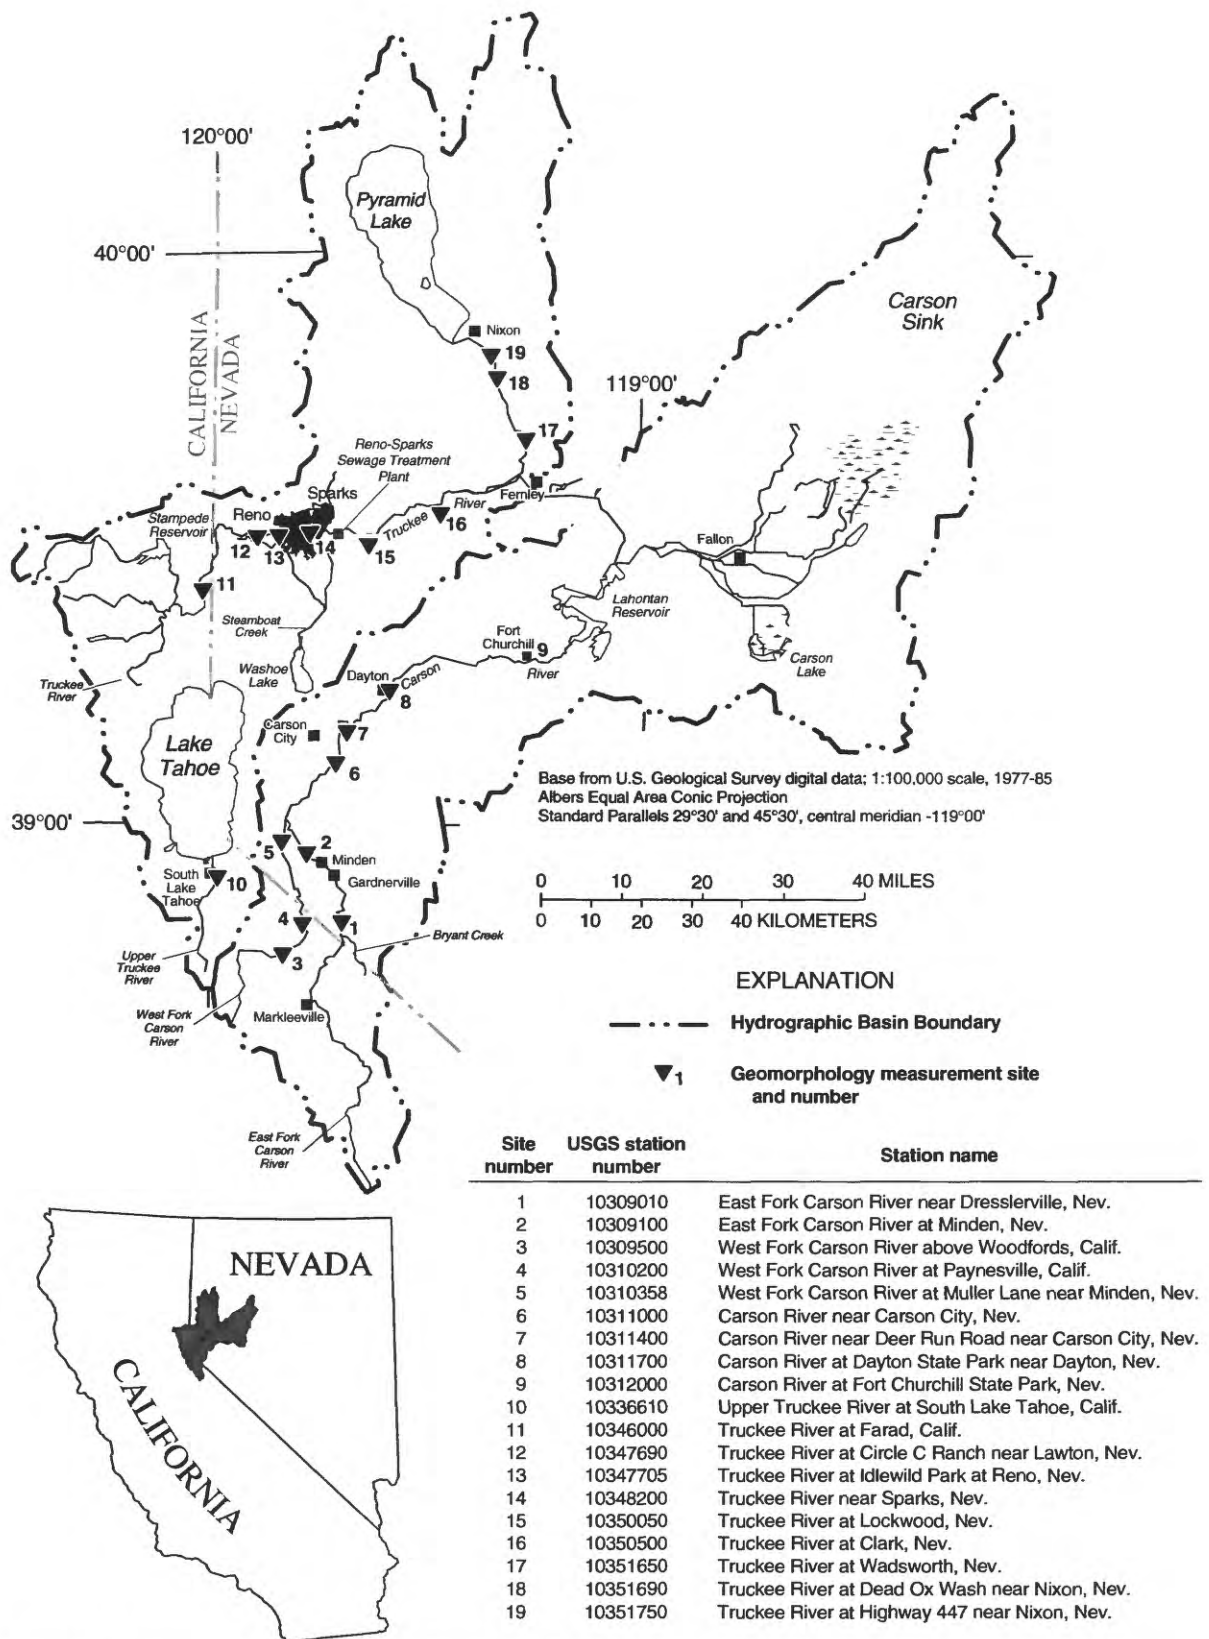 120°00'
Pyramid
Lake
40°00'
CALIFORNIA
NEVADA
Carson
Sink
Nixon
19
18
119°00'
17
Reno-Sparks
Sewage Treatment
Plant
Sparks
Fernley
Stampede
Reservoir
Reno
Truckee
River
16
12
13
14
15
Fallon
11
Lahontan
Reservoir
Steamboat
Creek
Fort
Churchill
9
River
Carson
Lake
Washoe
Lake
Truckee
River
Dayton
Carson
8
Carson
City
7
Lake
Tahoe
6
Base from U.S. Geological Survey digital data; 1:100,000 scale, 1977-85
Albers Equal Area Conic Projection
Standard Parallels 29°30' and 45°30', central meridian -119°00'
39°00'
5
2
Minden
Gardnerville
South
Lake
Tahoe
10
0 10 20 30 40 MILES
0 10 20 30 40 KILOMETERS
4
1
Bryant Creek
3
Upper
Truckee
River
West Fork
Carson
River
Markleeville
EXPLANATION
Hydrographic Basin Boundary
1 Geomorphology measurement site
and number
East Fork
Carson
River
Site number USGS station number Station name
1 10309010 East Fork Carson River near Dresslerville, Nev.
2 10309100 East Fork Carson River at Minden, Nev.
3 10309500 West Fork Carson River above Woodfords, Calif.
4 10310200 West Fork Carson River at Paynesville, Calif.
5 10310358 West Fork Carson River at Muller Lane near Minden, Nev.
6 10311000 Carson River near Carson City, Nev.
7 10311400 Carson River near Deer Run Road near Carson City, Nev.
8 10311700 Carson River at Dayton State Park near Dayton, Nev.
9 10312000 Carson River at Fort Churchill State Park, Nev.
10 10336610 Upper Truckee River at South Lake Tahoe, Calif.
11 10346000 Truckee River at Farad, Calif.
12 10347690 Truckee River at Circle C Ranch near Lawton, Nev.
13 10347705 Truckee River at Idlewild Park at Reno, Nev.
14 10348200 Truckee River near Sparks, Nev.
15 10350050 Truckee River at Lockwood, Nev.
16 10350500 Truckee River at Clark, Nev.
17 10351650 Truckee River at Wadsworth, Nev.
18 10351690 Truckee River at Dead Ox Wash near Nixon, Nev.
19 10351750 Truckee River at Highway 447 near Nixon, Nev.
NEVADA
CALIFORNIA